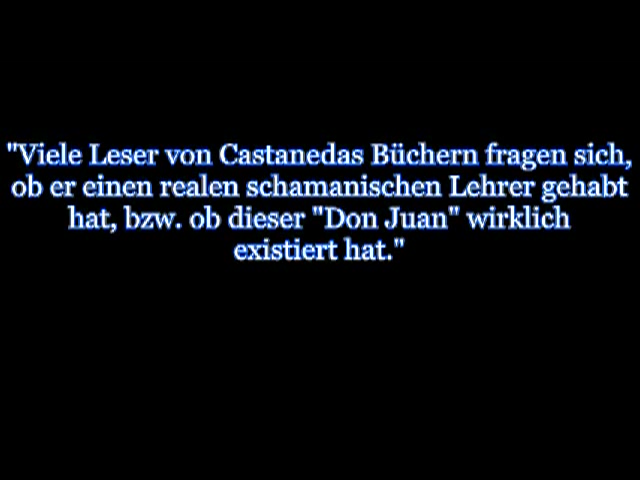 "Viele Leser von Castanedas Büchern fragen sich,
ob er einen realen schamanischen Lehrer gehabt
hat, bzw. ob dieser "Don Juan" wirklich
existiert hat."